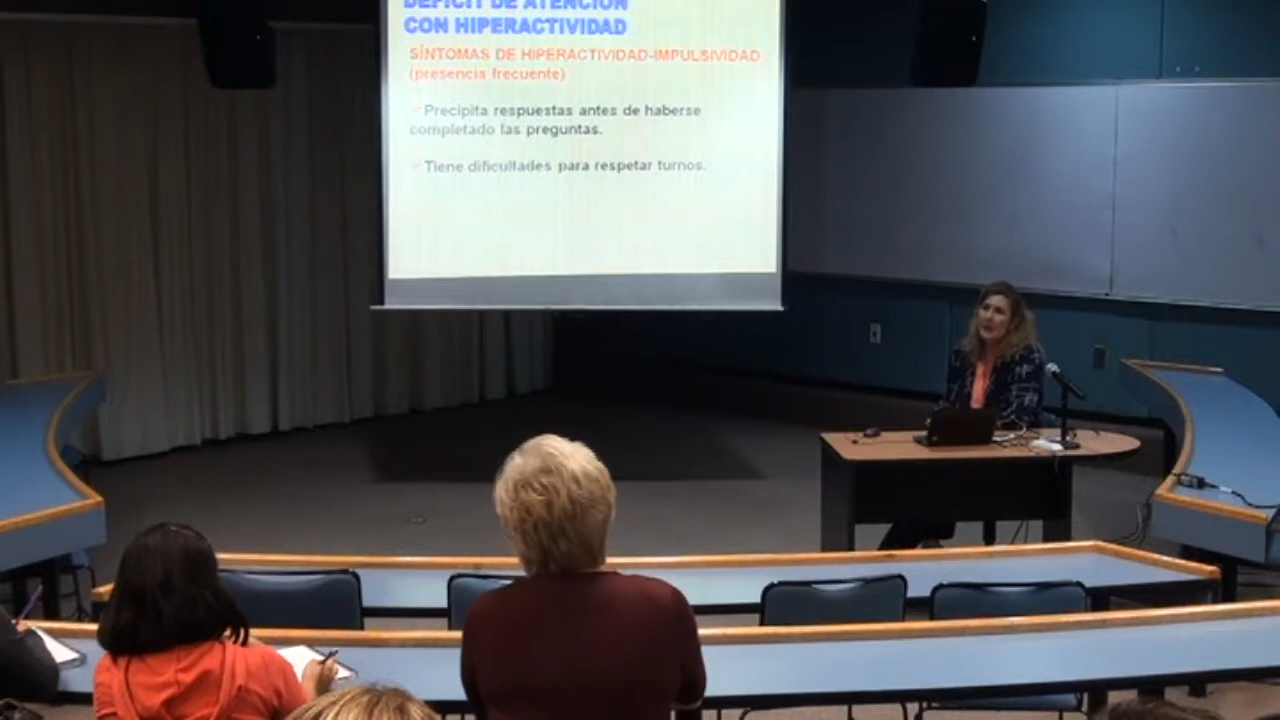 DÉFICIT DE ATENCIÓN
CON HIPERACTIVIDAD
SÍNTOMAS DE HIPERACTIVIDAD-IMPULSIVIDAD
(presencia frecuente)
Precipita respuestas antes de haberse
completado las preguntas.
Tiene dificultades para respetar turnos.